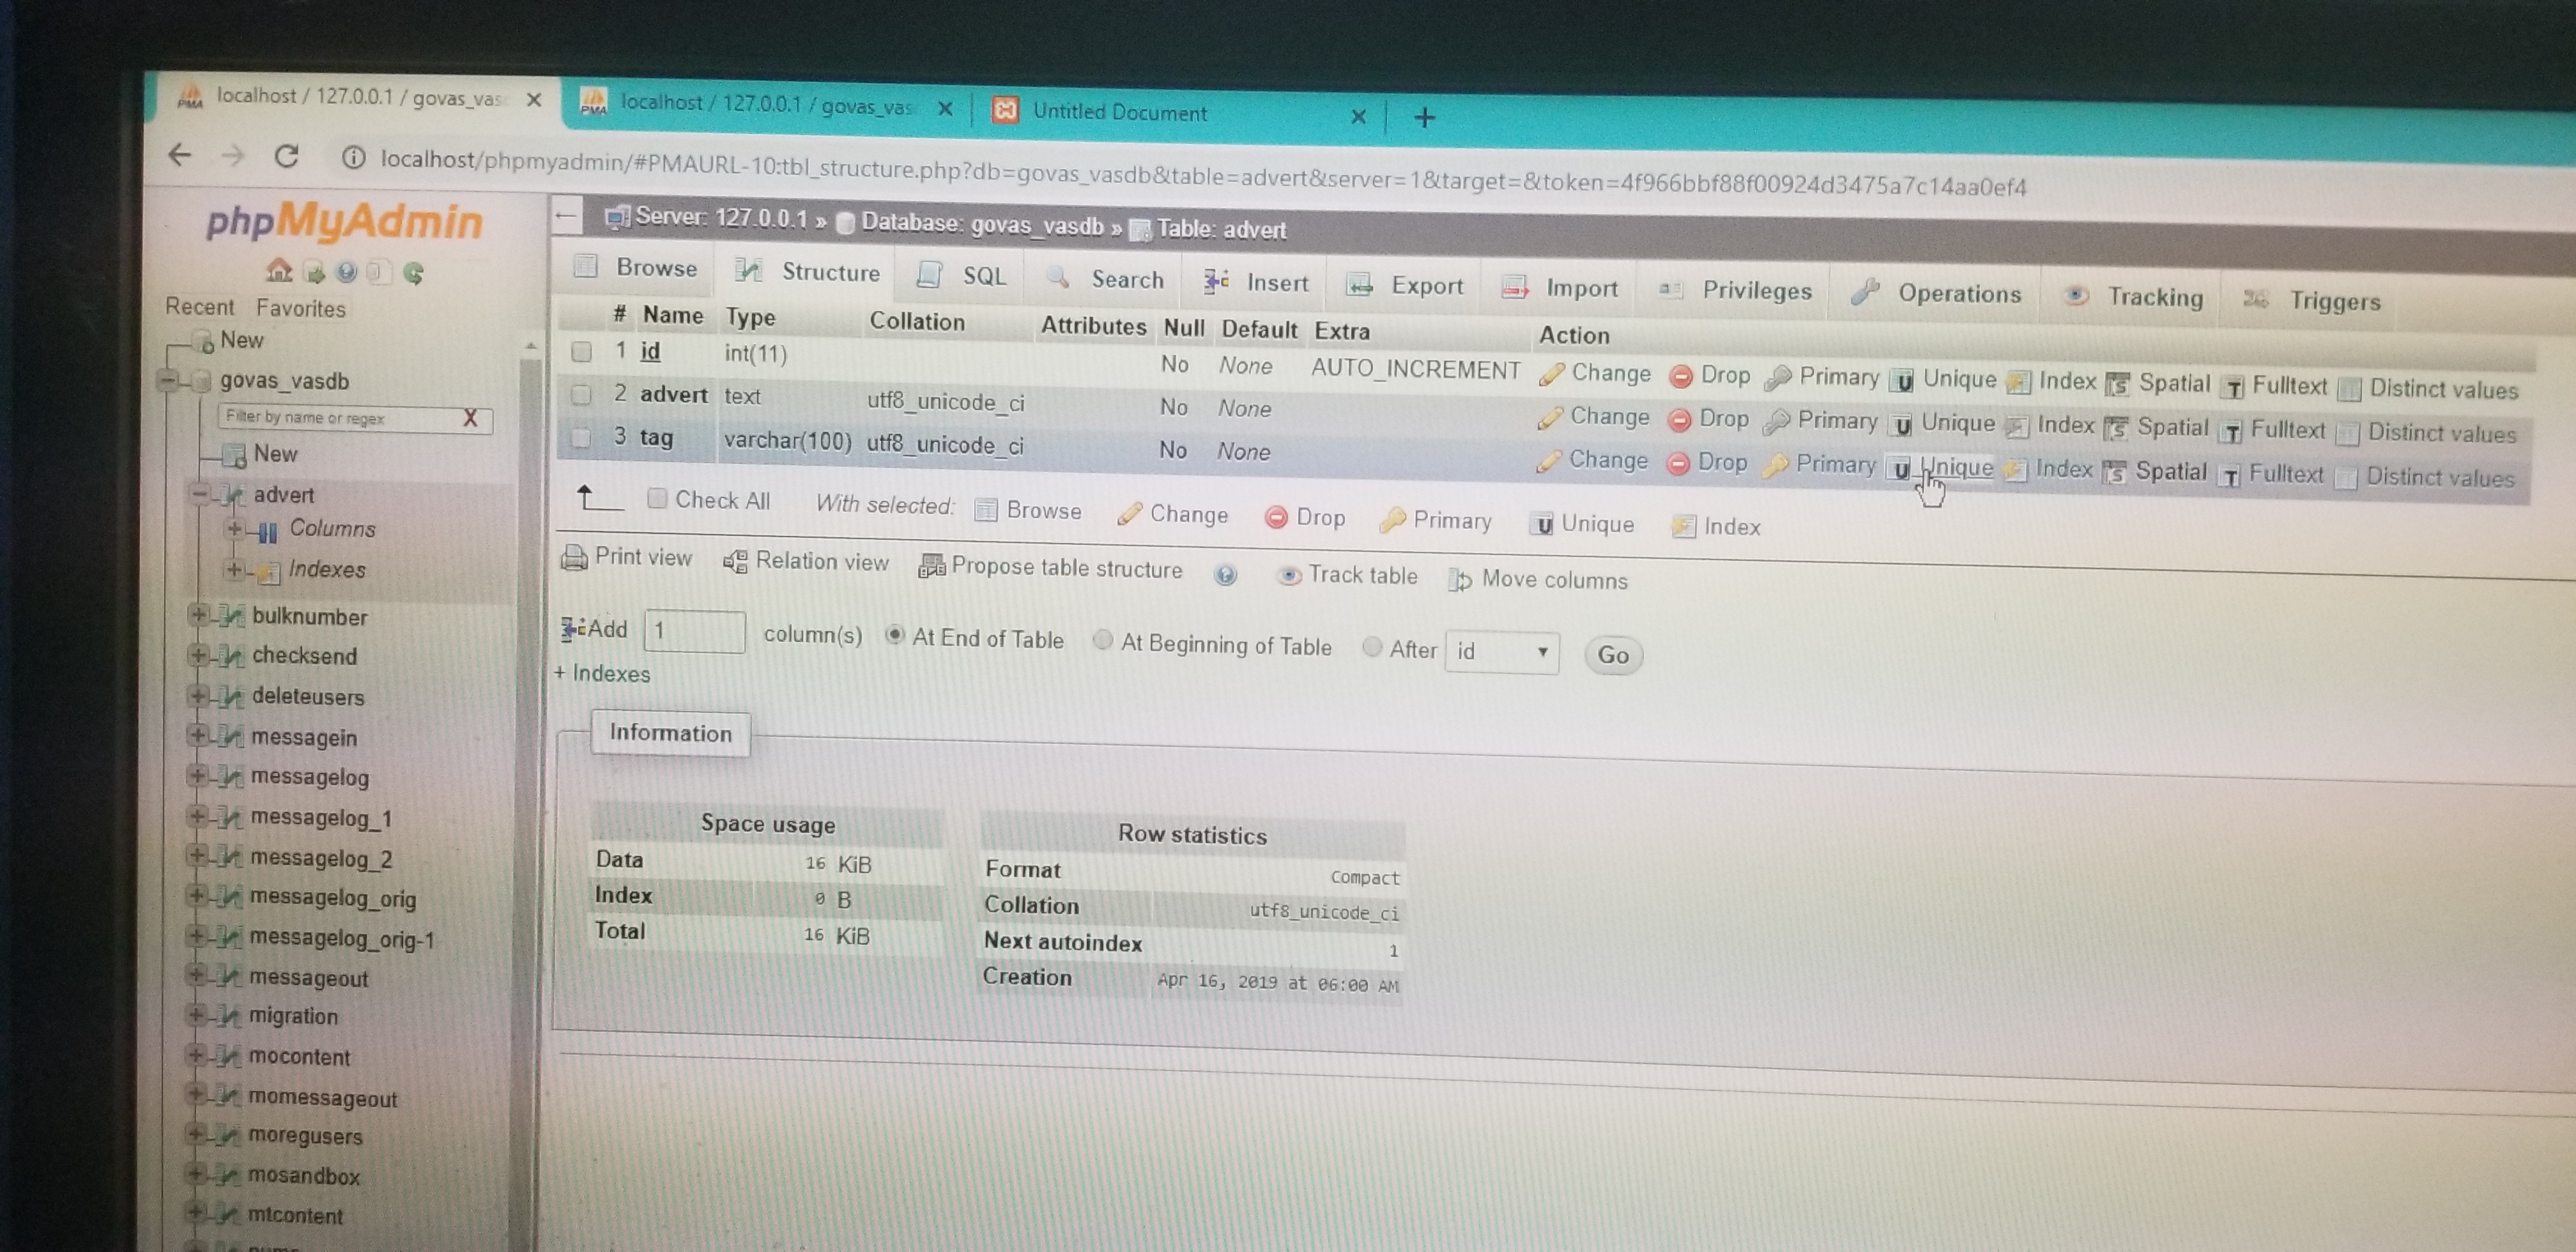 localhost / 127.0.0.1 / govas_vas
localhost / 127.0.0.1 / govas_vas
Untitled Document
localhost/phpmyadmin/#PMAURL-10:tbl_structure.php?db=govas_vasdb&table=advert&server=1&target=&token=4f966bbf88f00924d3475a7c14aa0ef4
phpMyAdmin
Recent Favorites
New
govas_vasdb
Filter by name or regex X
New
advert
Columns
Indexes
bulknumber
checksend
deleteusers
messagein
messagelog
messagelog_1
messagelog_2
messagelog_orig
messagelog_orig-1
messageout
migration
mocontent
momessageout
moregusers
mosandbox
mtcontent
Server: 127.0.0.1 » Database: govas_vasdb » Table: advert
Browse Structure SQL Search Insert Export Import Privileges Operations Tracking Triggers
# Name Type Collation Attributes Null Default Extra Action
1 id int(11) No None AUTO_INCREMENT Change Drop Primary Unique Index Spatial Fulltext Distinct values
2 advert text utf8_unicode_ci No None Change Drop Primary Unique Index Spatial Fulltext Distinct values
3 tag varchar(100) utf8_unicode_ci No None Change Drop Primary Unique Index Spatial Fulltext Distinct values
Check All With selected: Browse Change Drop Primary Unique Index
Print view Relation view Propose table structure Track table Move columns
Add 1 column(s) At End of Table At Beginning of Table After id Go
+ Indexes
Information
Space usage
Data 16 KiB
Index 0 B
Total 16 KiB
Row statistics
Format Compact
Collation utf8_unicode_ci
Next autoindex 1
Creation Apr 16, 2019 at 06:00 AM